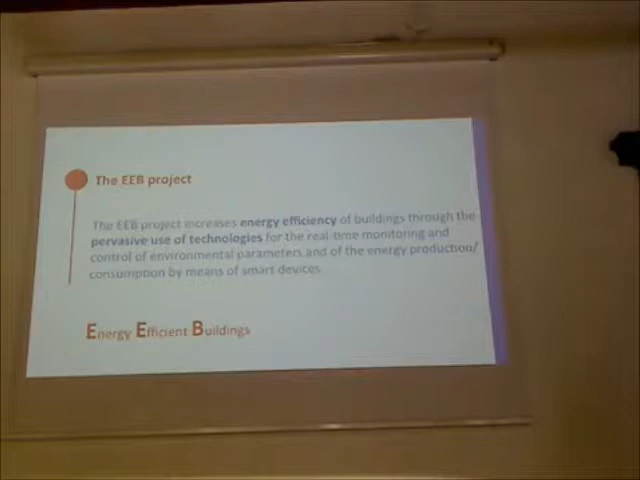 The EEB project
The EEB project increases energy efficiency of buildings through the
pervasive use of technologies for the real-time monitoring and
control of environmental parameters and of the energy production/
consumption by means of smart devices
Energy Efficient Buildings